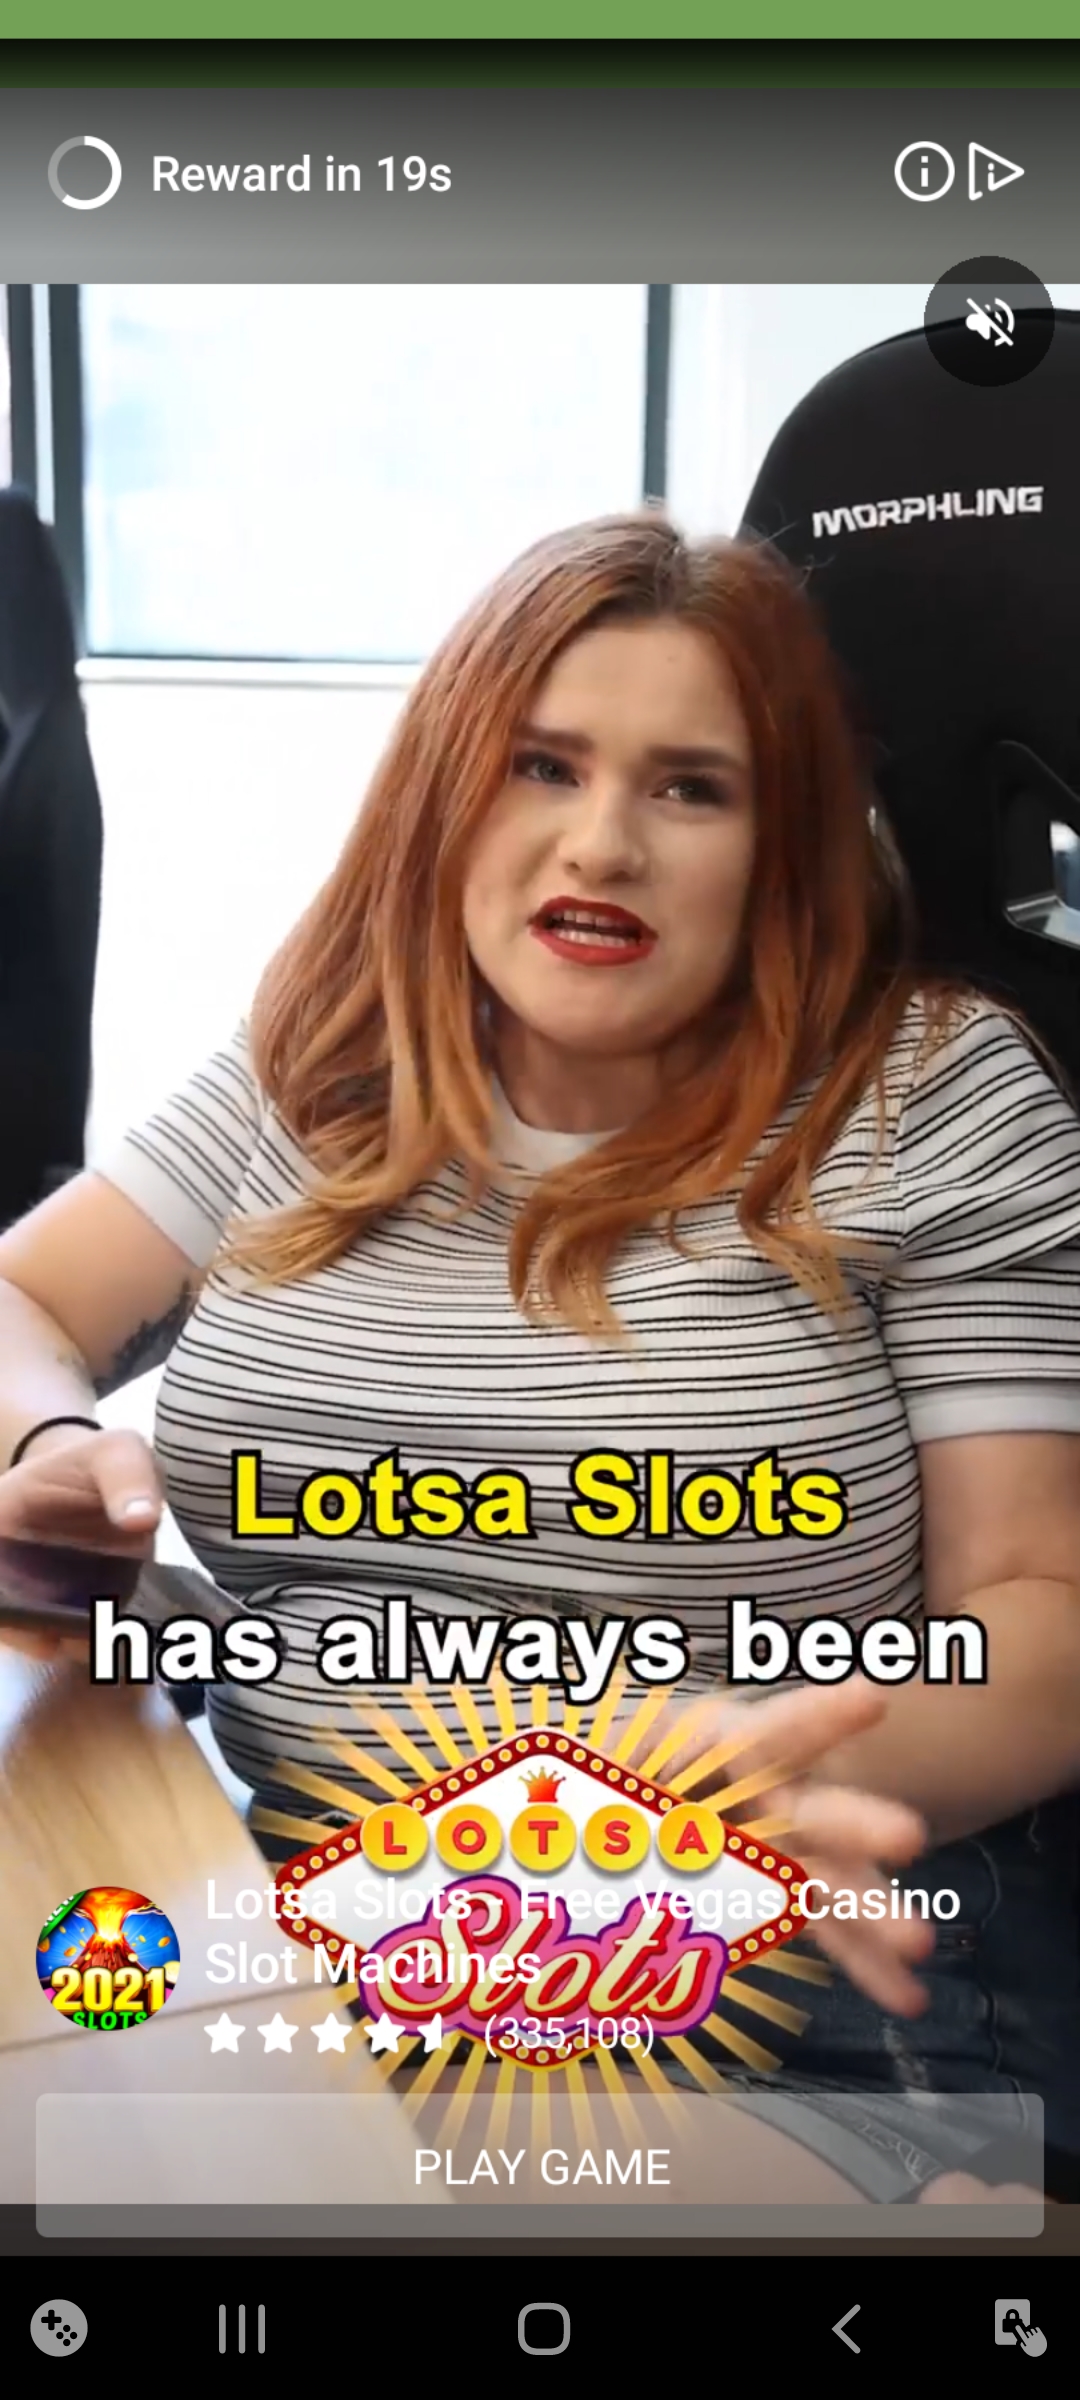 Reward in 19s
MORPHLING
Lotsa Slots
has always been
LOTSA
Slots
Lotsa Slots - Free Vegas Casino
Slot Machines
2021
SLOTS
(335,108)
PLAY GAME